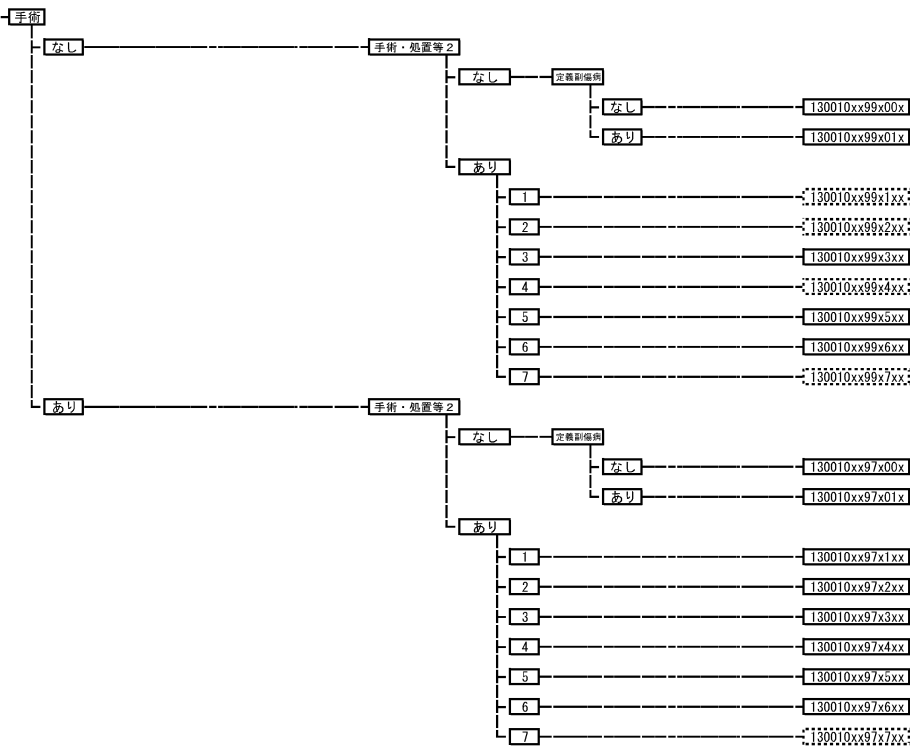 手術
なし 手術・処置等２
なし 定義副傷病
なし 130010xx99x00x
あり 130010xx99x01x
あり
1 130010xx99x1xx
2 130010xx99x2xx
3 130010xx99x3xx
4 130010xx99x4xx
5 130010xx99x5xx
6 130010xx99x6xx
7 130010xx99x7xx
あり 手術・処置等２
なし 定義副傷病
なし 130010xx97x00x
あり 130010xx97x01x
あり
1 130010xx97x1xx
2 130010xx97x2xx
3 130010xx97x3xx
4 130010xx97x4xx
5 130010xx97x5xx
6 130010xx97x6xx
7 130010xx97x7xx